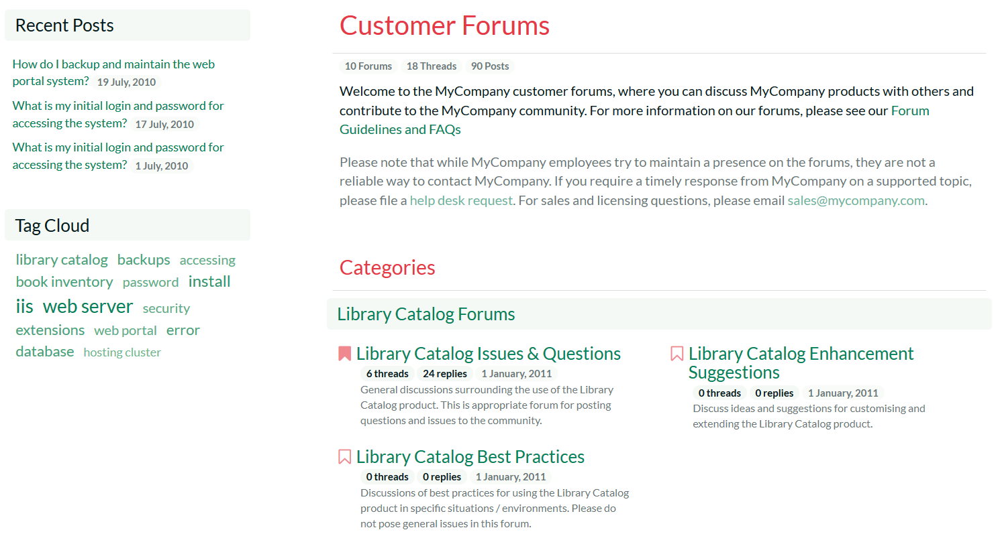 Recent Posts
How do I backup and maintain the web
portal system? 19 July, 2010
What is my initial login and password for
accessing the system? 17 July, 2010
What is my initial login and password for
accessing the system? 1 July, 2010
Tag Cloud
library catalog backups accessing
book inventory password install
iis web server security
extensions web portal error
database hosting cluster
Customer Forums
10 Forums 18 Threads 90 Posts
Welcome to the MyCompany customer forums, where you can discuss MyCompany products with others and
contribute to the MyCompany community. For more information on our forums, please see our Forum
Guidelines and FAQs
Please note that while MyCompany employees try to maintain a presence on the forums, they are not a
reliable way to contact MyCompany. If you require a timely response from MyCompany on a supported topic,
please file a help desk request. For sales and licensing questions, please email sales@mycompany.com.
Categories
Library Catalog Forums
Library Catalog Issues & Questions
6 threads 24 replies 1 January, 2011
General discussions surrounding the use of the Library
Catalog product. This is appropriate forum for posting
questions and issues to the community.
Library Catalog Enhancement
Suggestions
0 threads 0 replies 1 January, 2011
Discuss ideas and suggestions for customising and
extending the Library Catalog product.
Library Catalog Best Practices
0 threads 0 replies 1 January, 2011
Discussions of best practices for using the Library Catalog
product in specific situations / environments. Please do
not pose general issues in this forum.